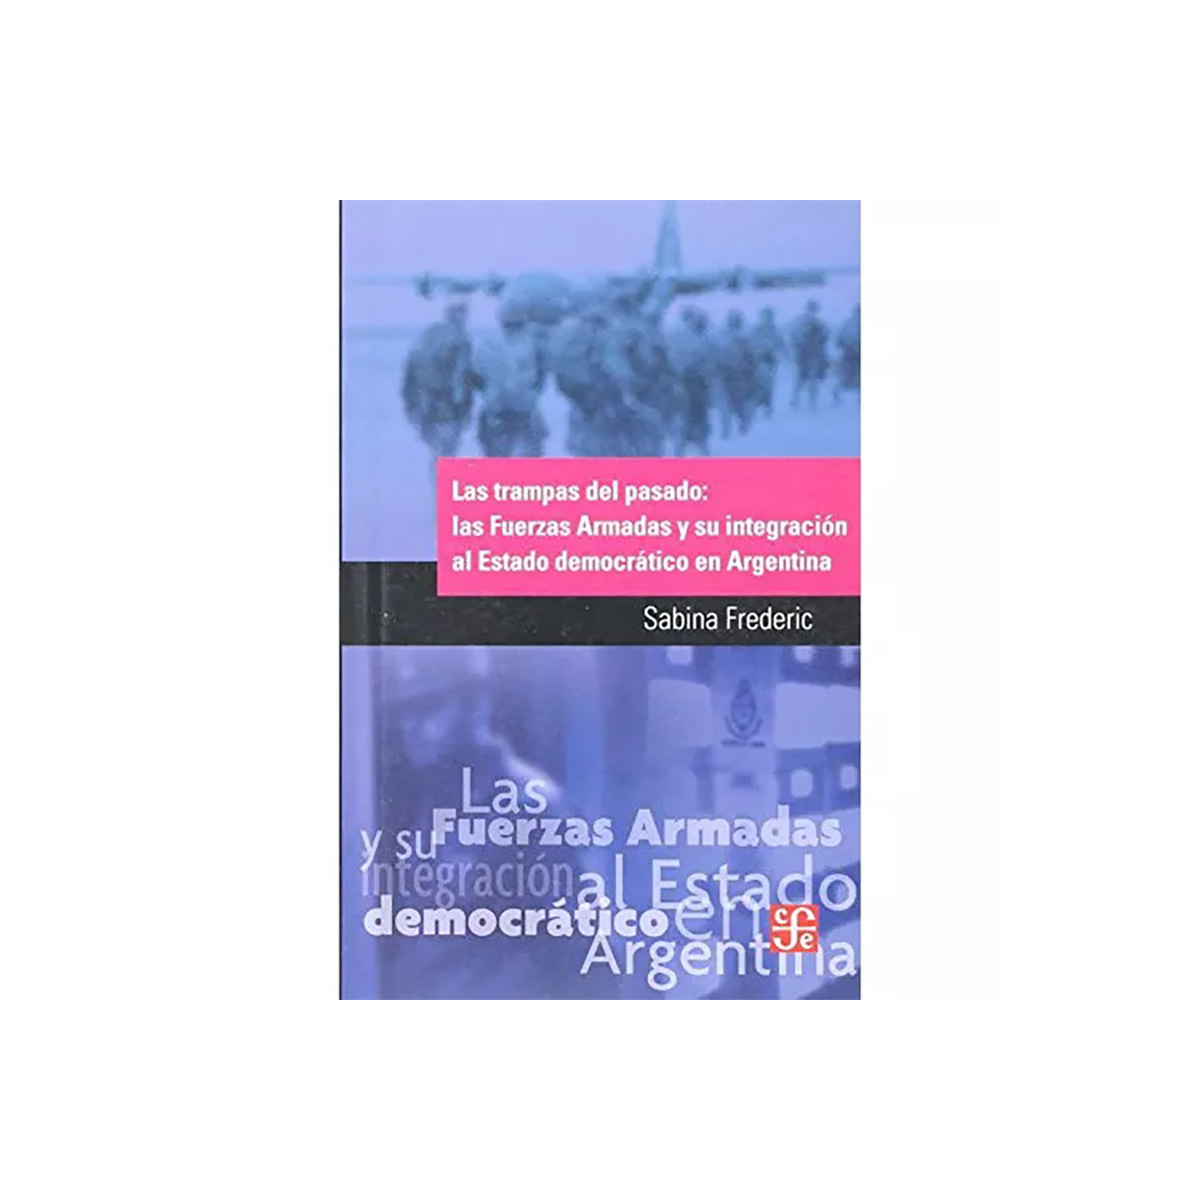 Las trampas del pasado:
las Fuerzas Armadas y su integración
al Estado democrático en Argentina
Sabina Frederic
Las
Fuerzas Armadas
y su
integración al Estado
democrático en
Argentina
cfe